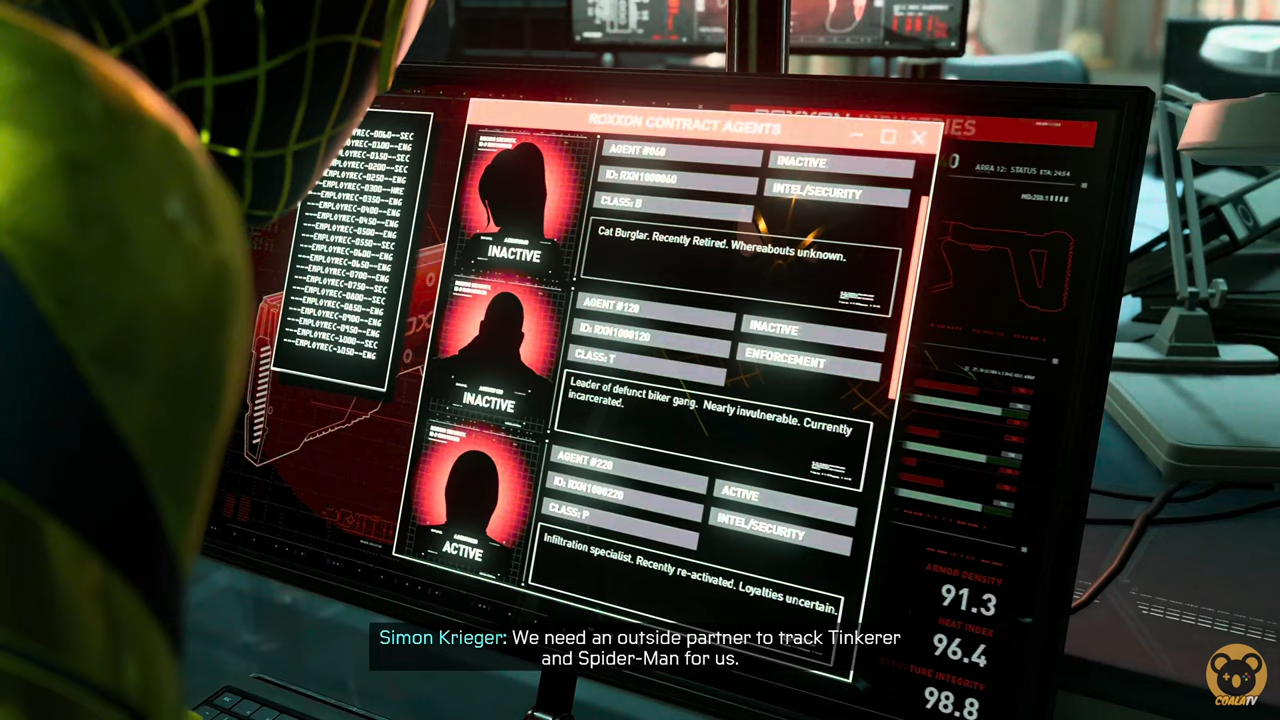 ROXXON CONTRACT AGENTS
INDUSTRIES
---EMPLOYREC-0060--SEC
---EMPLOYREC-0100--ENG
---EMPLOYREC-0150--SEC
---EMPLOYREC-0200--SEC
---EMPLOYREC-0250--ENG
---EMPLOYREC-0300--HRE
---EMPLOYREC-0350--ENG
---EMPLOYREC-0400--ENG
---EMPLOYREC-0450--ENG
---EMPLOYREC-0500--ENG
---EMPLOYREC-0550--SEC
---EMPLOYREC-0600--ENG
---EMPLOYREC-0650--ENG
---EMPLOYREC-0700--ENG
---EMPLOYREC-0750--SEC
---EMPLOYREC-0800--SEC
---EMPLOYREC-0850--ENG
---EMPLOYREC-0900--ENG
---EMPLOYREC-0950--ENG
---EMPLOYREC-1000--SEC
---EMPLOYREC-1050--ENG
INACTIVE
AGENT #060
INACTIVE
ID: RXN1000060
INTEL/SECURITY
CLASS: B
Cat Burglar. Recently Retired. Whereabouts unknown.
INACTIVE
AGENT #120
INACTIVE
ID: RXN1000120
ENFORCEMENT
CLASS: T
Leader of defunct biker gang. Nearly invulnerable. Currently
incarcerated.
ACTIVE
AGENT #220
ACTIVE
ID: RXN1000220
INTEL/SECURITY
CLASS: P
Infiltration specialist. Recently re-activated. Loyalties uncertain.
AREA 12: STATUS ETA: 24:54
ARMOR DENSITY
91.3
HEAT INDEX
96.4
STRUCTURE INTEGRITY
98.8
Simon Krieger: We need an outside partner to track Tinkerer
and Spider-Man for us.
COALATV